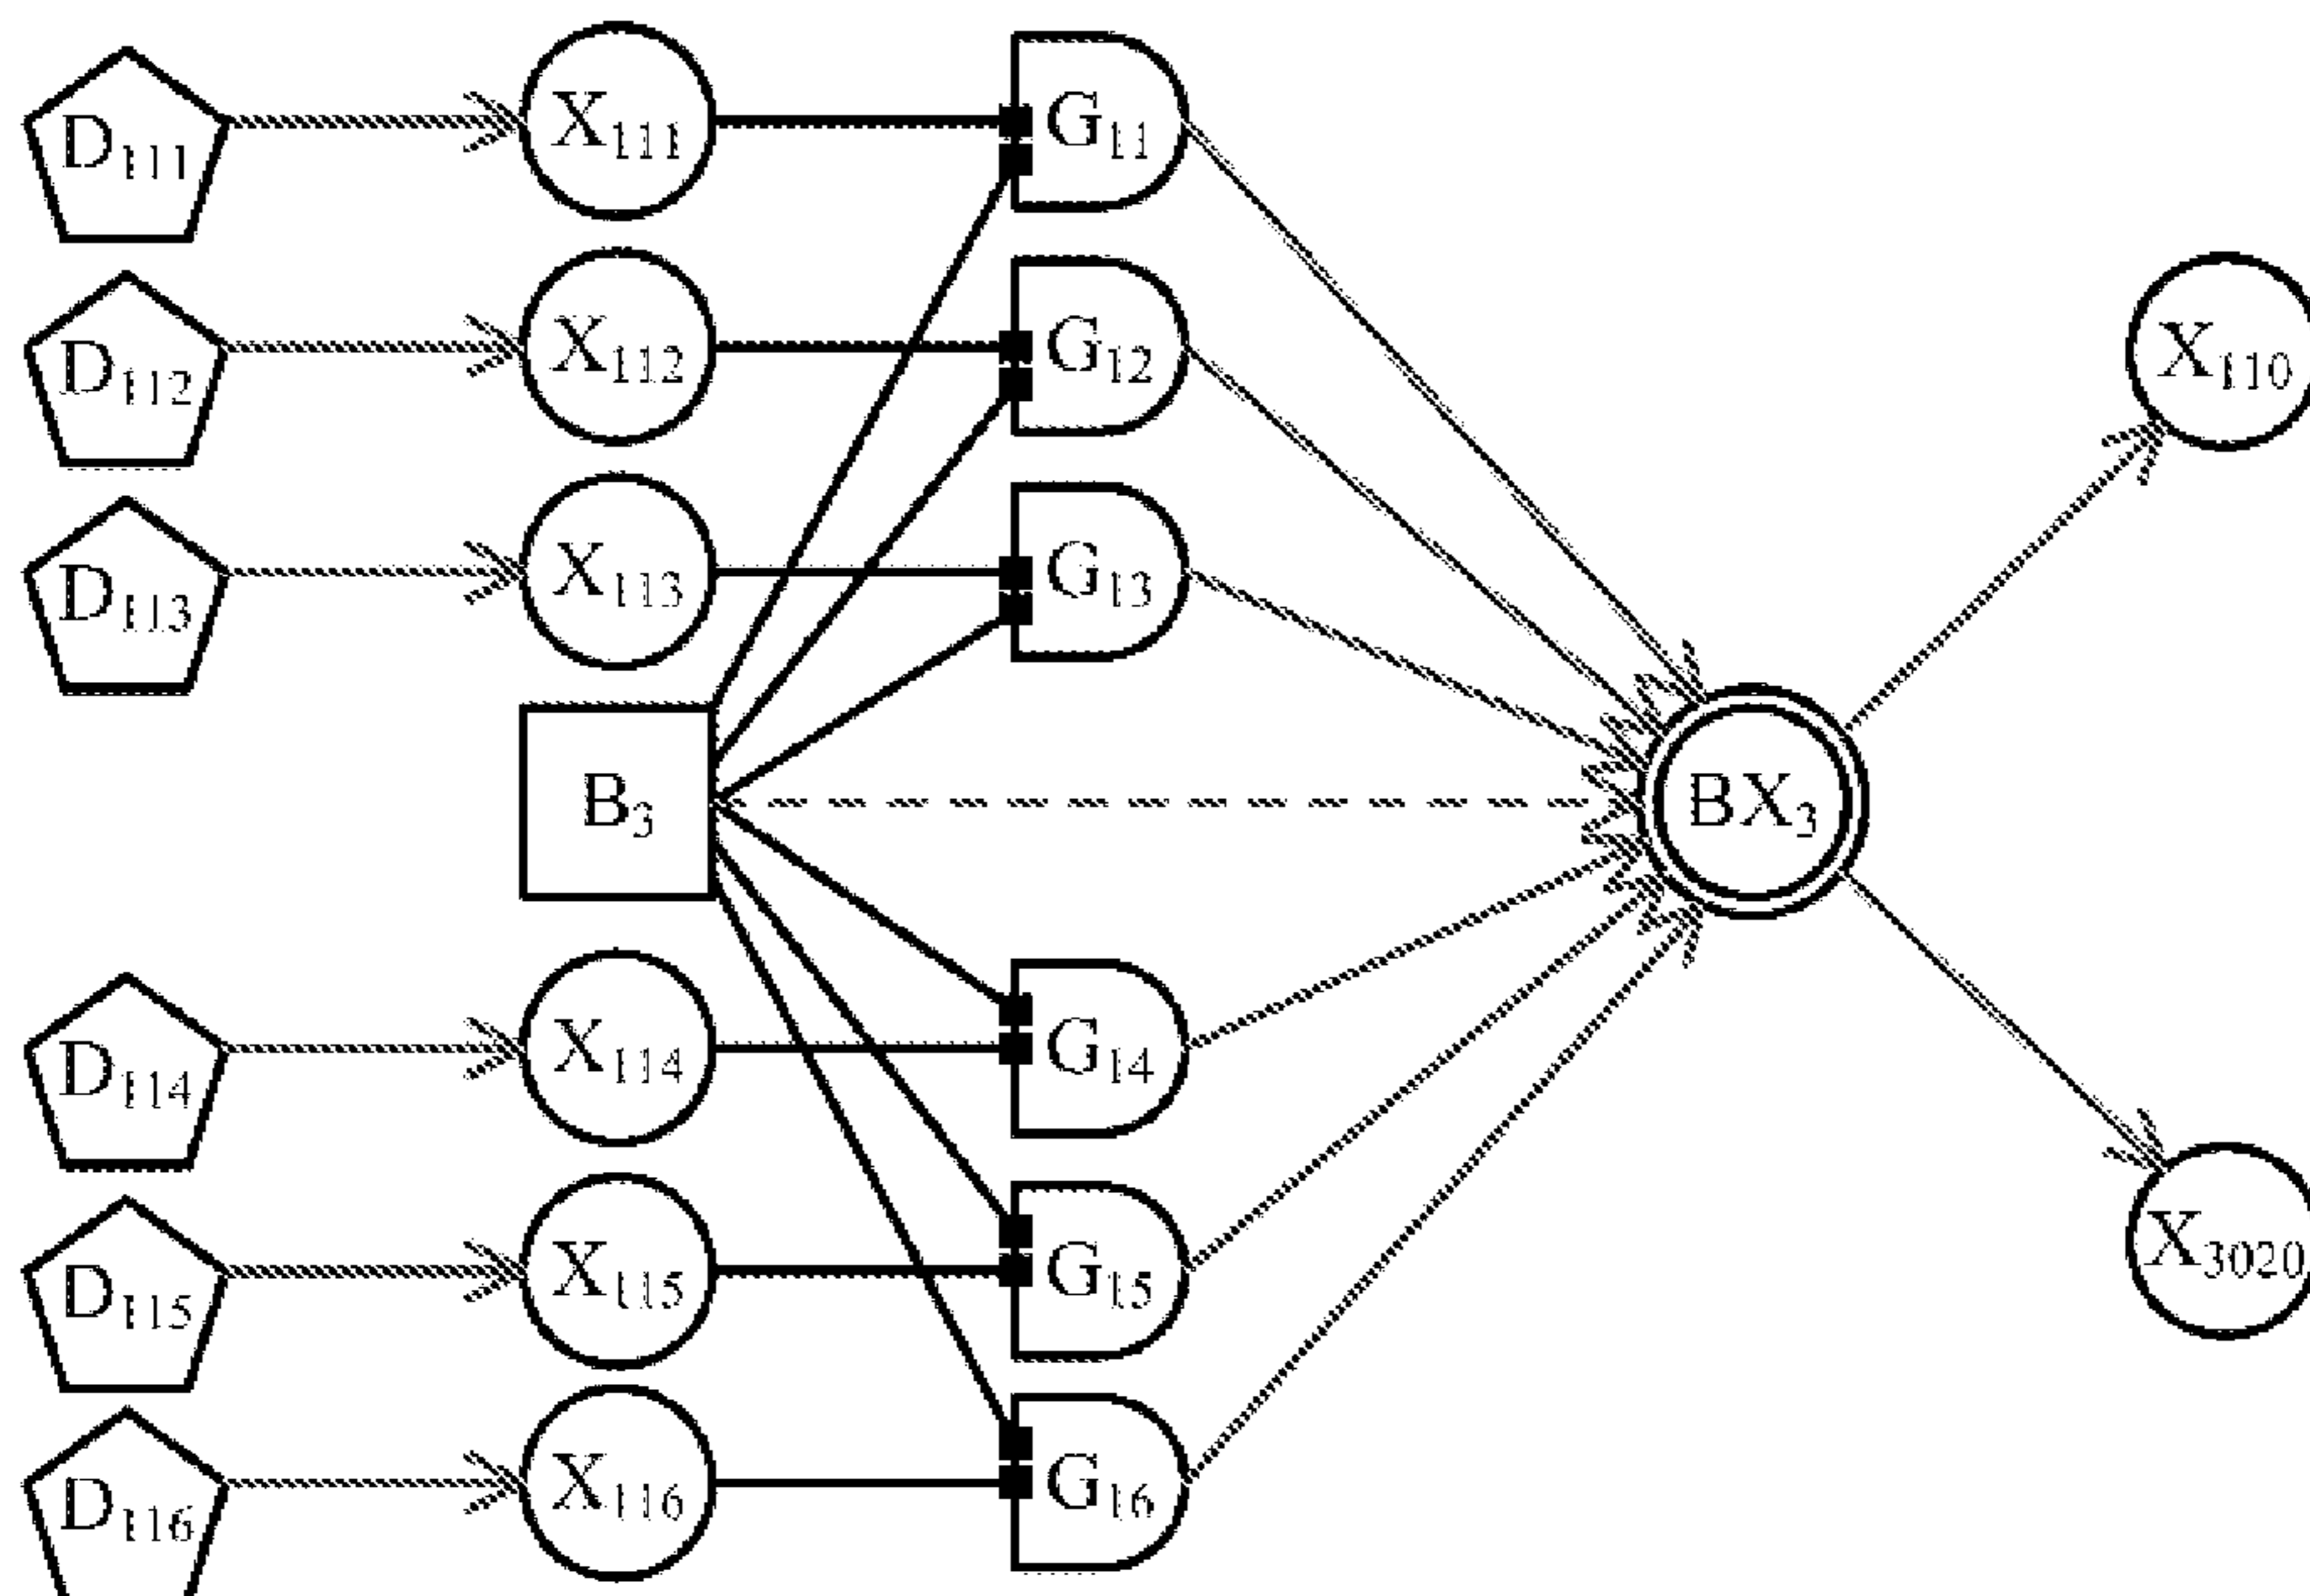 D₁₁₁ X₁₁₁ G₁₁
D₁₁₂ X₁₁₂ G₁₂ X₁₁₀
D₁₁₃ X₁₁₃ G₁₃
B₃ BX₃
D₁₁₄ X₁₁₄ G₁₄
D₁₁₅ X₁₁₅ G₁₅ X₃₀₂₀
D₁₁₆ X₁₁₆ G₁₆